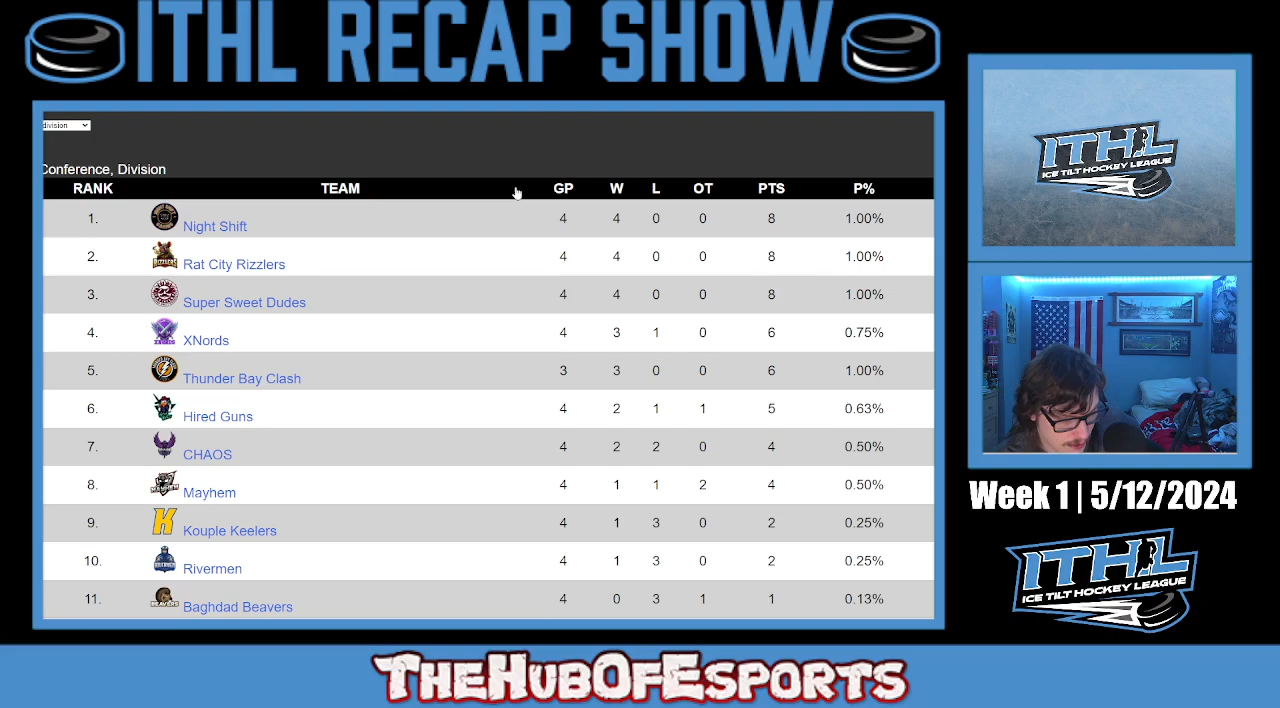 ITHL RECAP SHOW
division
Conference, Division
RANK TEAM GP W L OT PTS P%
1. Night Shift 4 4 0 0 8 1.00%
2. Rat City Rizzlers 4 4 0 0 8 1.00%
3. Super Sweet Dudes 4 4 0 0 8 1.00%
4. XNords 4 3 1 0 6 0.75%
5. Thunder Bay Clash 3 3 0 0 6 1.00%
6. Hired Guns 4 2 1 1 5 0.63%
7. CHAOS 4 2 2 0 4 0.50%
8. Mayhem 4 1 1 2 4 0.50%
9. Kouple Keelers 4 1 3 0 2 0.25%
10. Rivermen 4 1 3 0 2 0.25%
11. Baghdad Beavers 4 0 3 1 1 0.13%
ITHL
ICE TILT HOCKEY LEAGUE
Week 1 | 5/12/2024
ITHL
ICE TILT HOCKEY LEAGUE
TheHubOfEsports